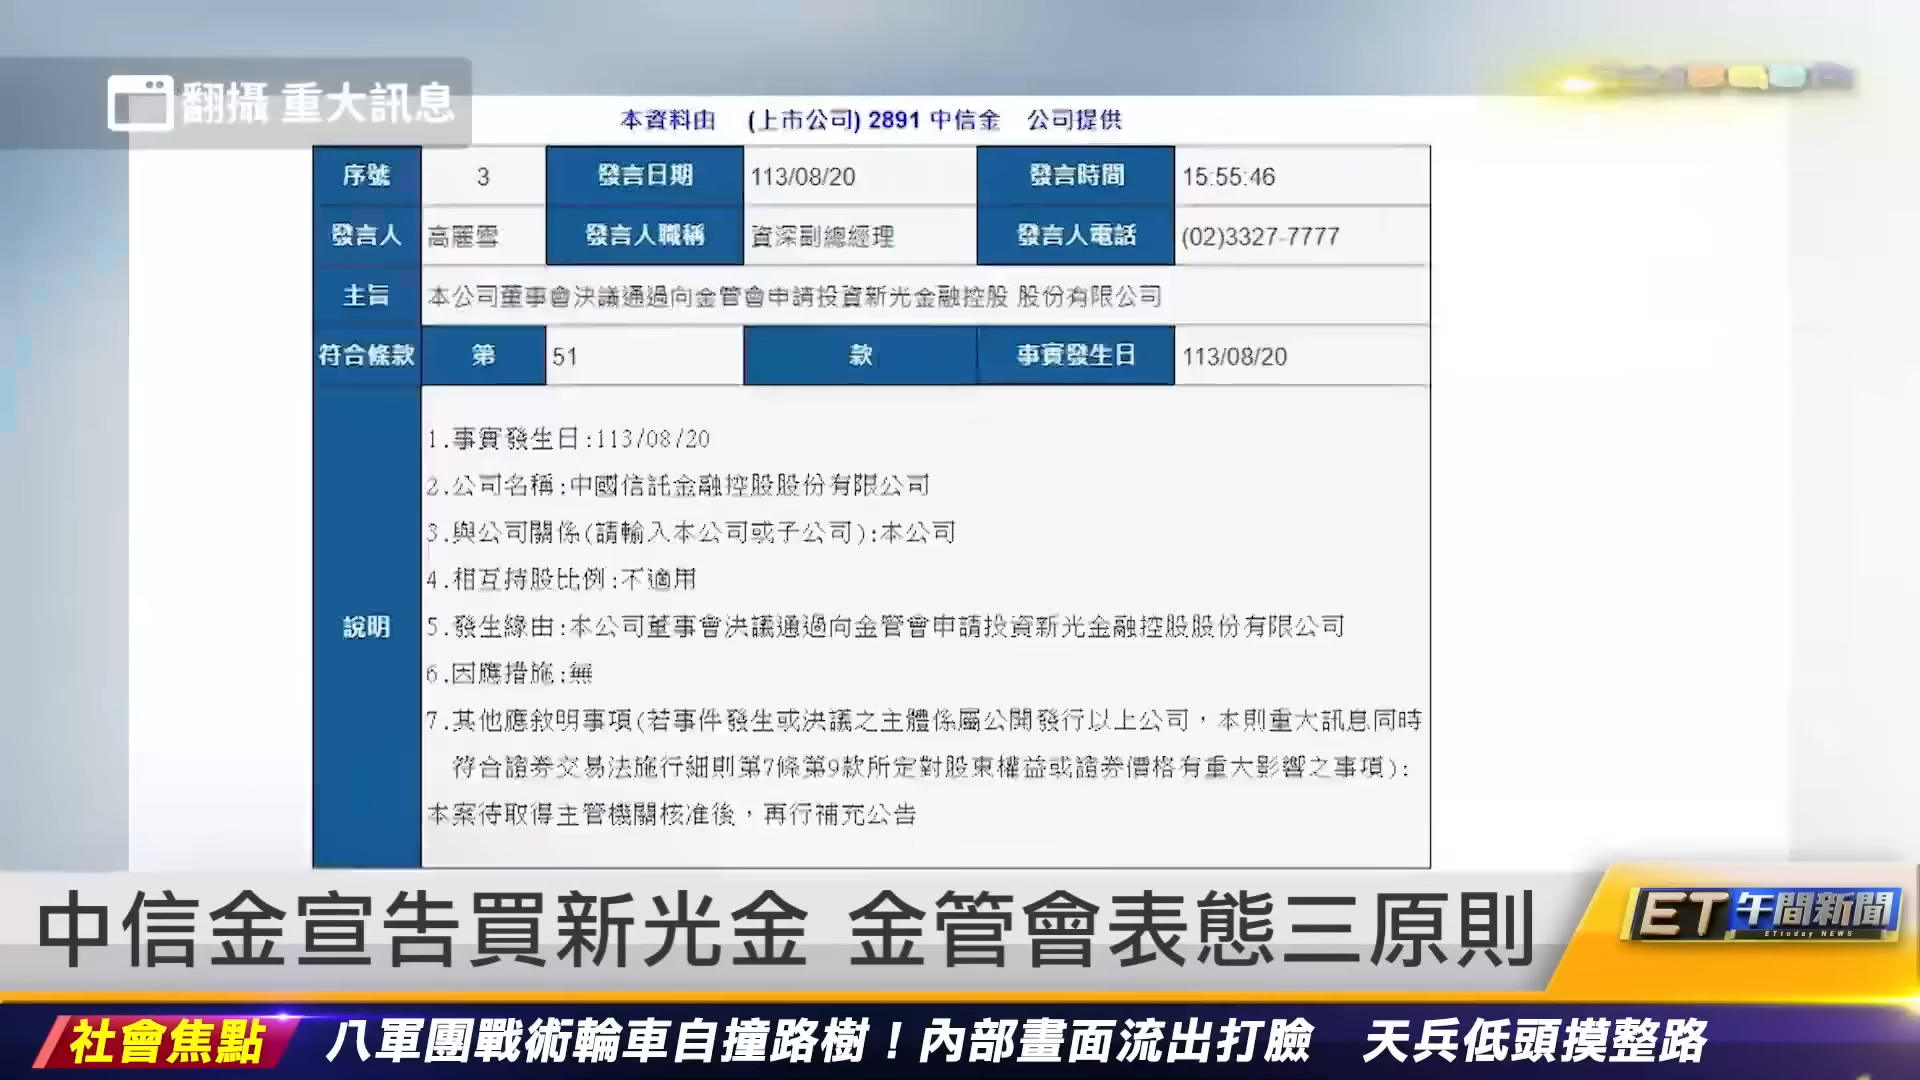 翻攝 重大訊息
本資料由 (上市公司) 2891 中信金 公司提供
序號 3 發言日期 113/08/20 發言時間 15:55:46
發言人 高麗雪 發言人職稱 資深副總經理 發言人電話 (02)3327-7777
主旨 本公司董事會決議通過向金管會申請投資新光金融控股 股份有限公司
符合條款 第 51 款 事實發生日 113/08/20
說明
1.事實發生日:113/08/20
2.公司名稱:中國信託金融控股股份有限公司
3.與公司關係(請輸入本公司或子公司):本公司
4.相互持股比例:不適用
5.發生緣由:本公司董事會決議通過向金管會申請投資新光金融控股股份有限公司
6.因應措施:無
7.其他應敘明事項(若事件發生或決議之主體係屬公開發行以上公司，本則重大訊息同時
符合證券交易法施行細則第7條第9款所定對股東權益或證券價格有重大影響之事項):
本案待取得主管機關核准後，再行補充公告
中信金宣告買新光金 金管會表態三原則
ET午間新聞
ETtoday NEWS
社會焦點 八軍團戰術輪車自撞路樹！內部畫面流出打臉 天兵低頭摸整路